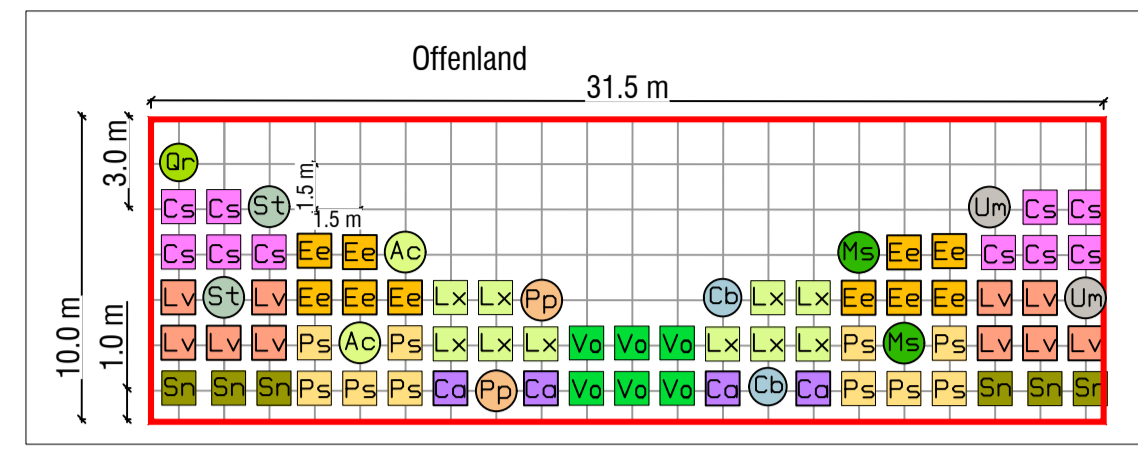 Offenland
31.5 m
3.0 m
10.0 m
1.0 m
1.5 m
1.5 m
Qr
Cs Cs St Um Cs Cs
Cs Cs Cs Ee Ee Ac Ms Ee Ee Cs Cs Cs
Lv St Lv Ee Ee Ee Lx Lx Pp Cb Lx Lx Ee Ee Ee Lv Lv Um
Lv Lv Lv Ps Ac Ps Lx Lx Lx Vo Vo Vo Lx Lx Lx Ps Ms Ps Lv Lv Lv
Sn Sn Sn Ps Ps Ps Ca Pp Ca Vo Vo Vo Ca Cb Ca Ps Ps Ps Sn Sn Sn